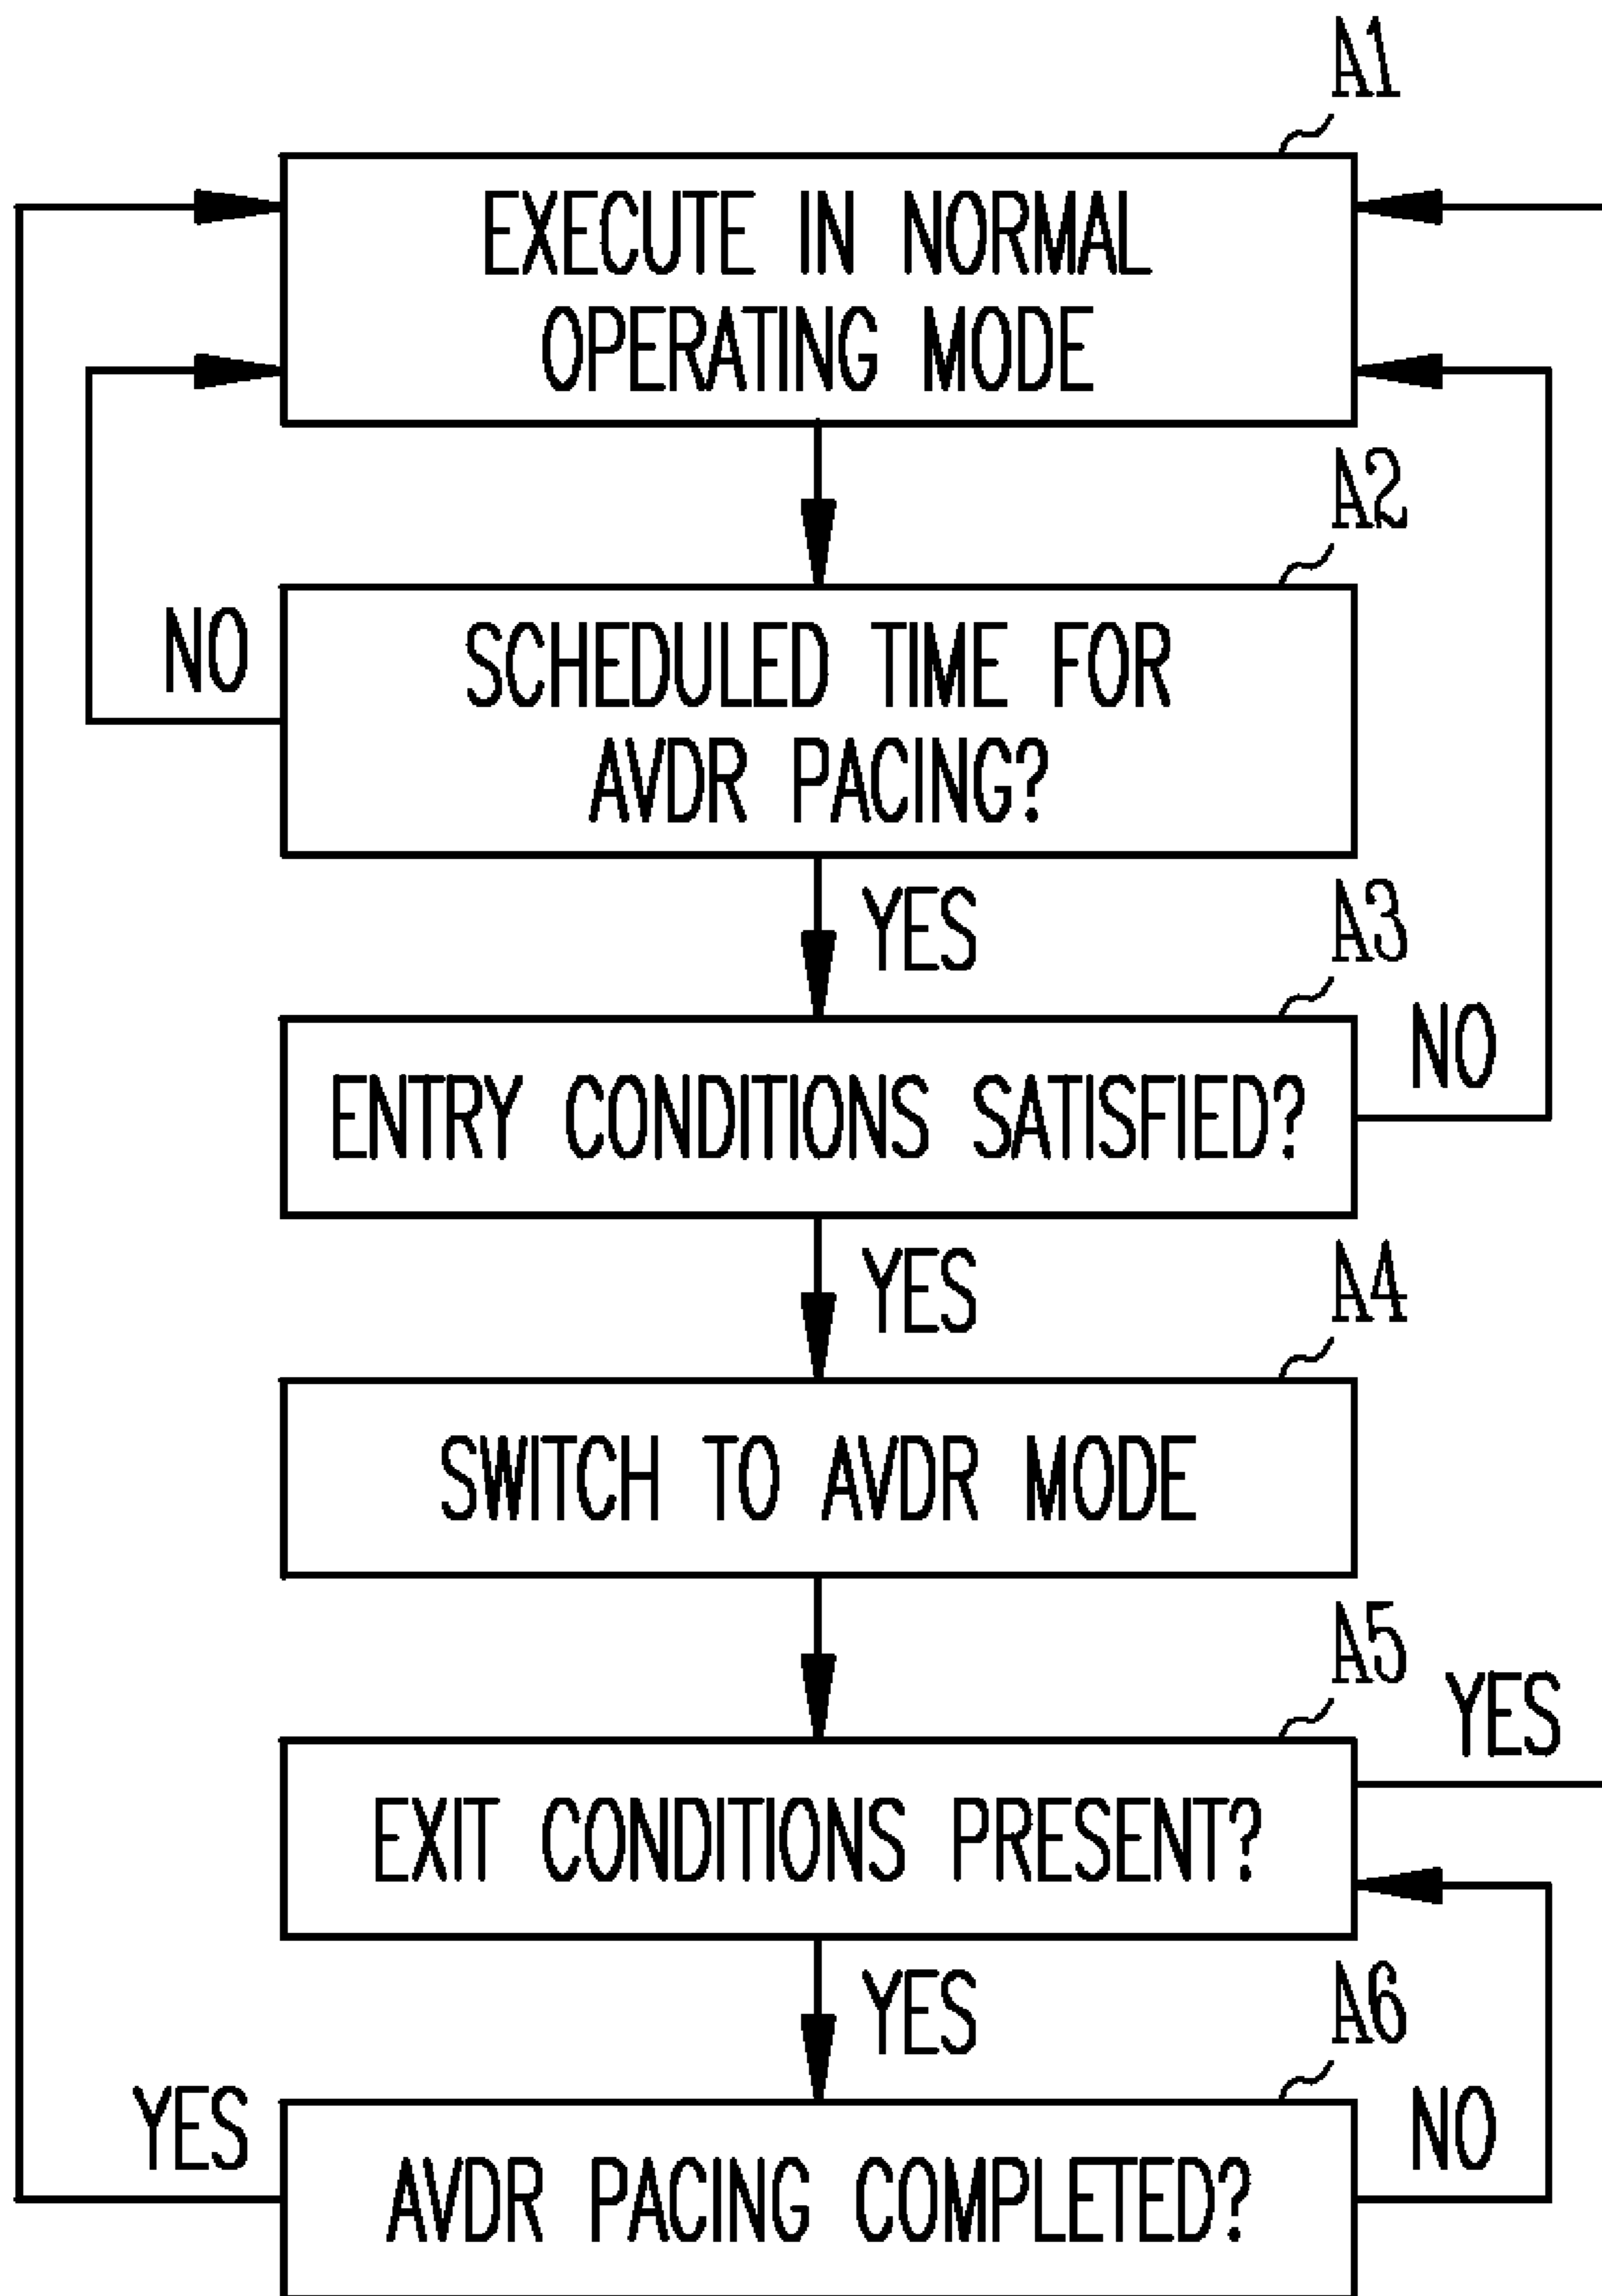 A1
EXECUTE IN NORMAL
OPERATING MODE
A2
NO
SCHEDULED TIME FOR
AVDR PACING?
YES
A3
ENTRY CONDITIONS SATISFIED?
NO
YES
A4
SWITCH TO AVDR MODE
A5
YES
EXIT CONDITIONS PRESENT?
YES
A6
YES
AVDR PACING COMPLETED?
NO